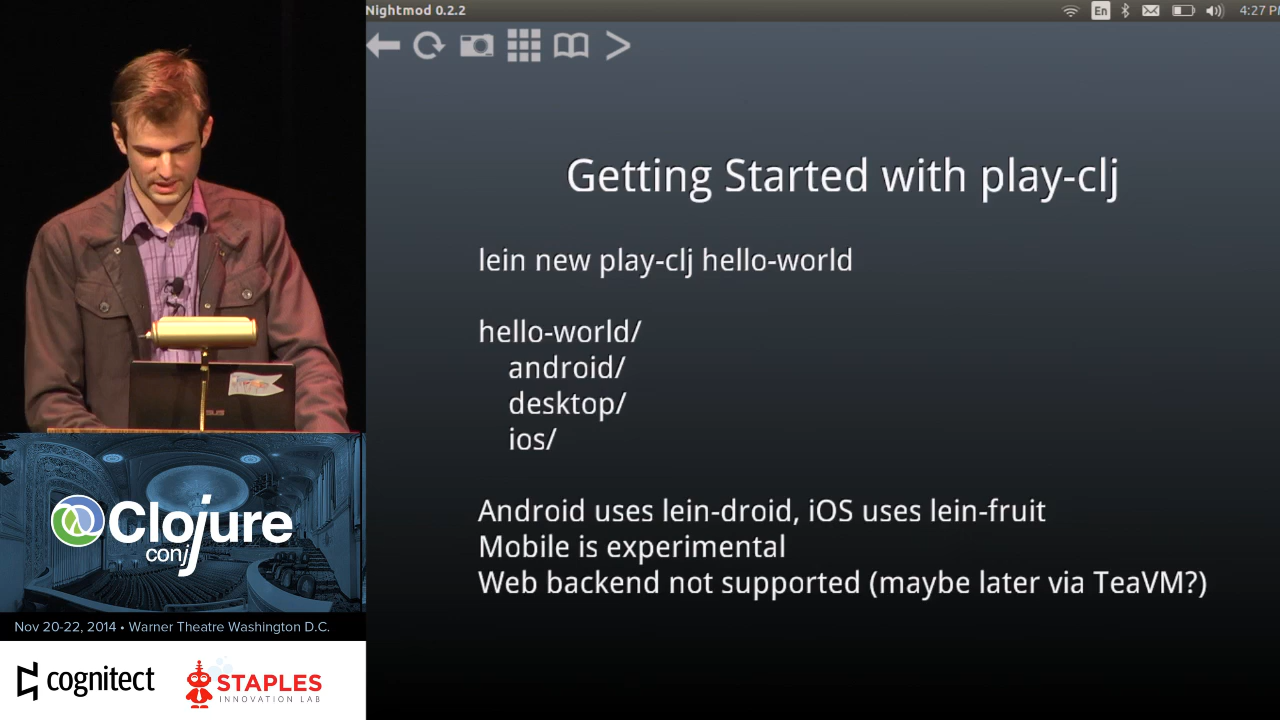 Nightmod 0.2.2
En
4:27 P
Getting Started with play-clj
lein new play-clj hello-world
hello-world/
android/
desktop/
ios/
Android uses lein-droid, iOS uses lein-fruit
Mobile is experimental
Web backend not supported (maybe later via TeaVM?)
Clojure
conj
Nov 20-22, 2014 • Warner Theatre Washington D.C.
cognitect
STAPLES
INNOVATION LAB